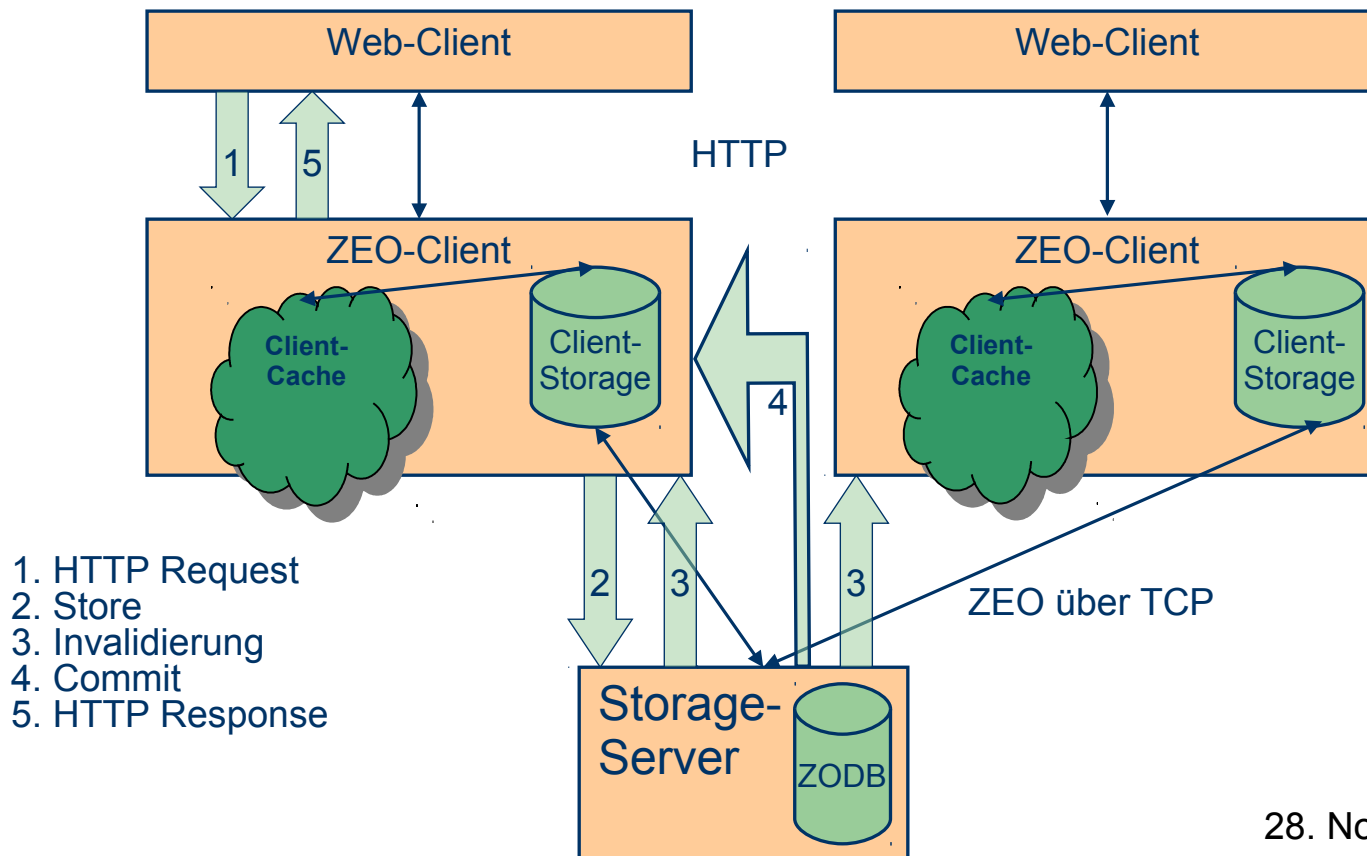 Web-Client
Web-Client
1
5
HTTP
ZEO-Client
ZEO-Client
Client-
Cache
Client-
Storage
4
Client-
Cache
Client-
Storage
1. HTTP Request
2. Store
3. Invalidierung
4. Commit
5. HTTP Response
2
3
3
ZEO über TCP
Storage-
Server
ZODB
28. No